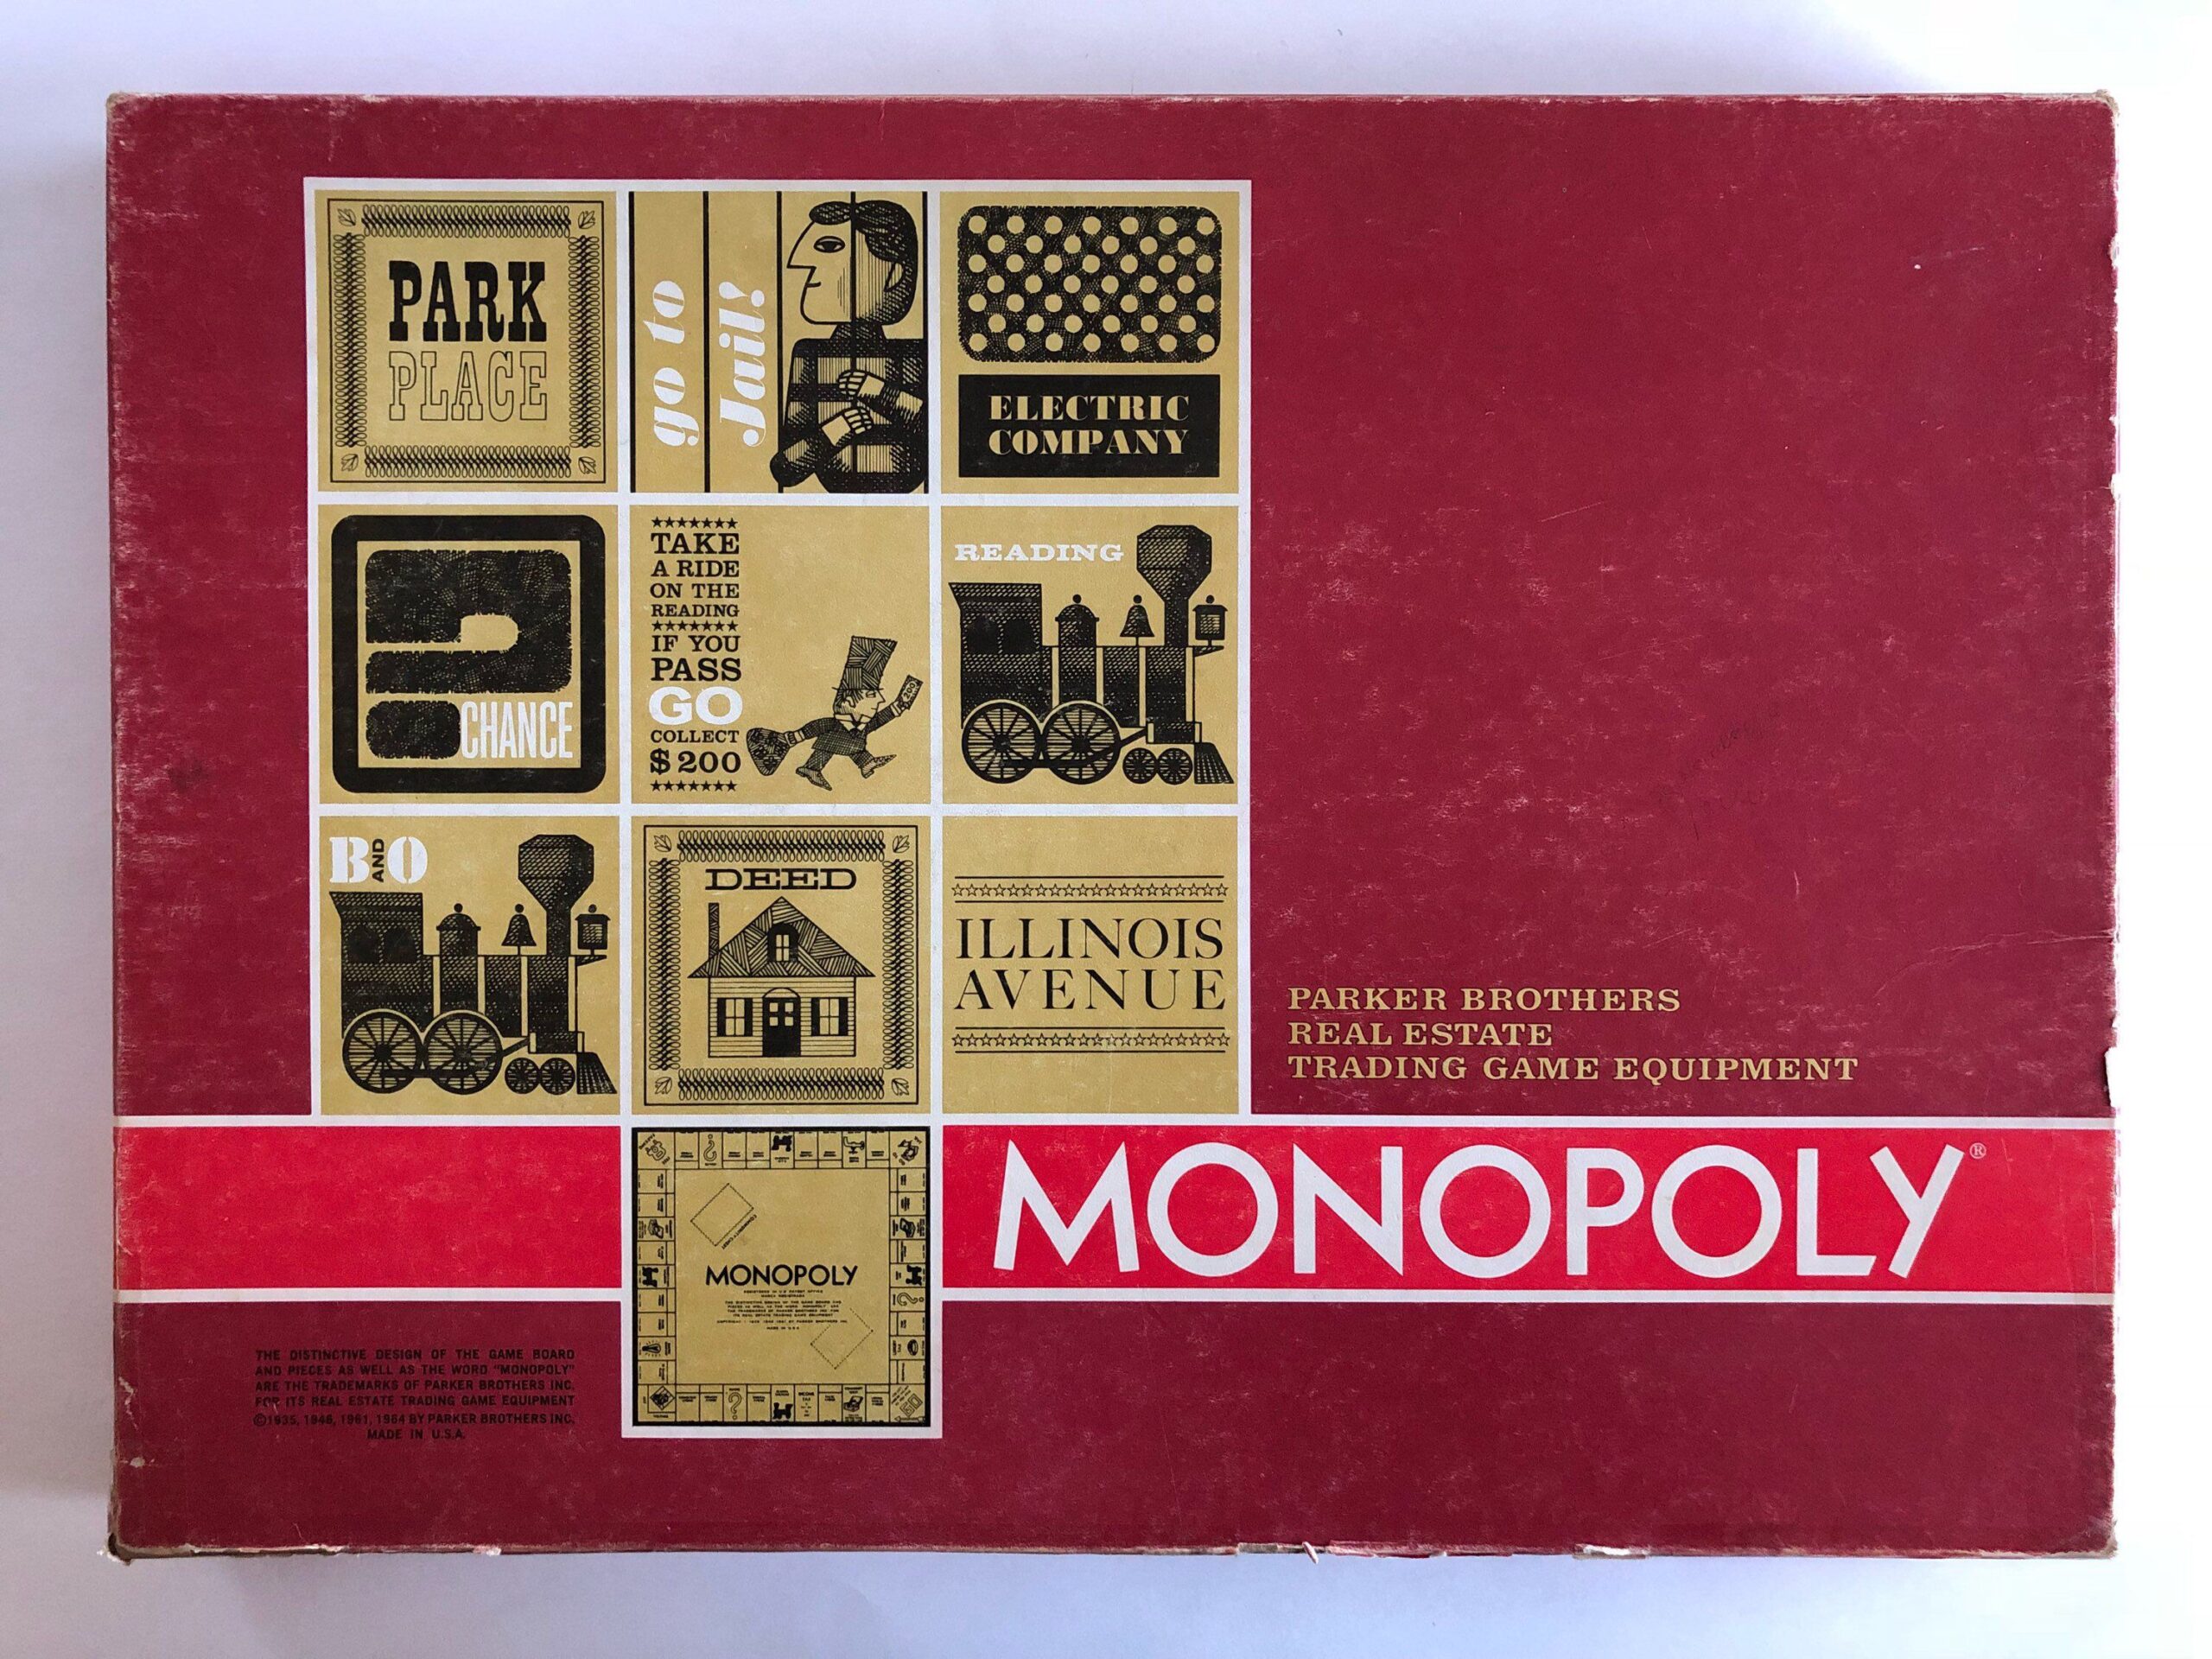 PARK
PLACE
go to
Jail!
ELECTRIC
COMPANY
CHANCE
TAKE
A RIDE
ON THE
READING
IF YOU
PASS
GO
COLLECT
$200
200
READING
B AND O
DEED
ILLINOIS
AVENUE
PARKER BROTHERS
REAL ESTATE
TRADING GAME EQUIPMENT
MONOPOLY®
MONOPOLY
THE DISTINCTIVE DESIGN OF THE GAME BOARD
AND PIECES AS WELL AS THE WORD "MONOPOLY"
ARE THE TRADEMARKS OF PARKER BROTHERS INC.
FOR ITS REAL ESTATE TRADING GAME EQUIPMENT
©1935, 1946, 1961, 1964 BY PARKER BROTHERS INC.
MADE IN U.S.A.